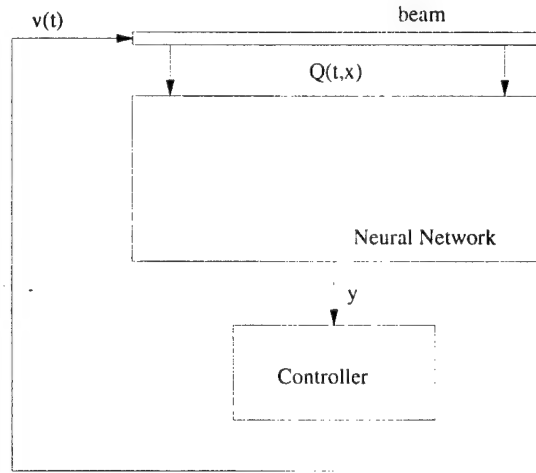 beam
v(t)
Q(t,x)
Neural Network
y
Controller